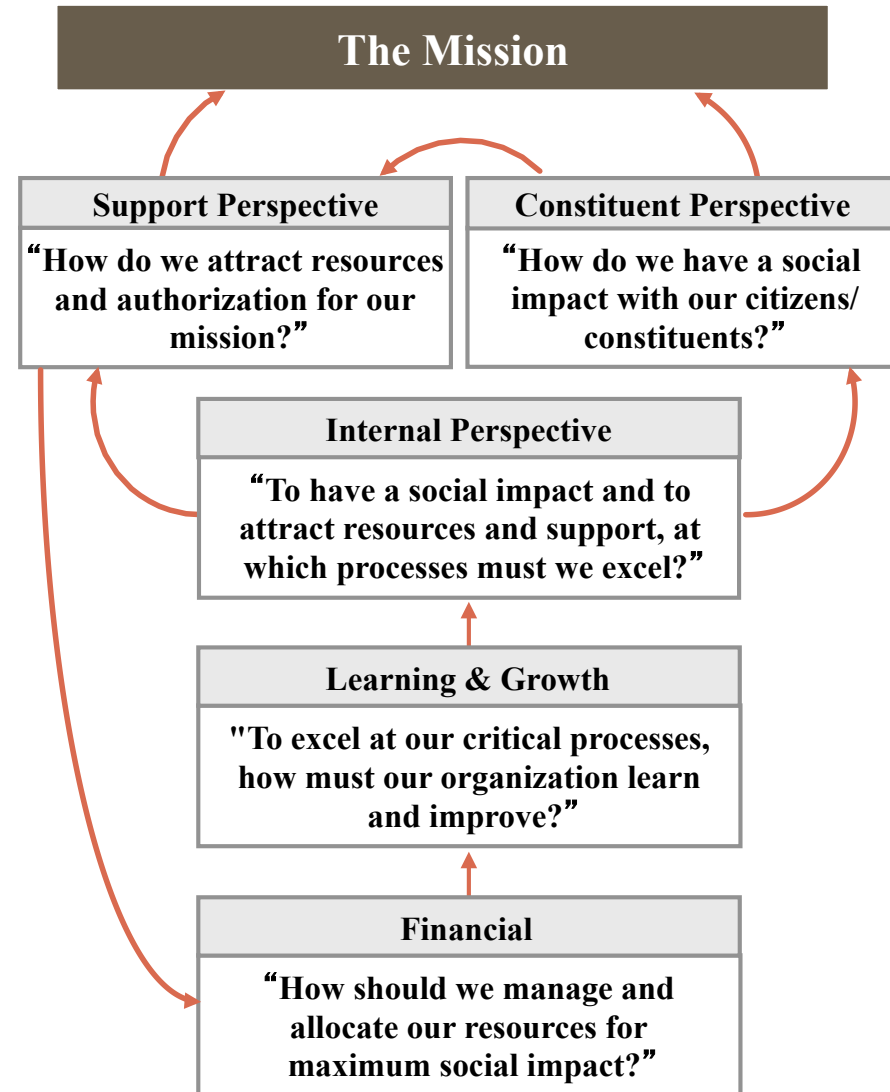 The Mission
Support Perspective
“How do we attract resources
and authorization for our
mission?”
Constituent Perspective
“How do we have a social
impact with our citizens/
constituents?”
Internal Perspective
“To have a social impact and to
attract resources and support, at
which processes must we excel?”
Learning & Growth
"To excel at our critical processes,
how must our organization learn
and improve?”
Financial
“How should we manage and
allocate our resources for
maximum social impact?”